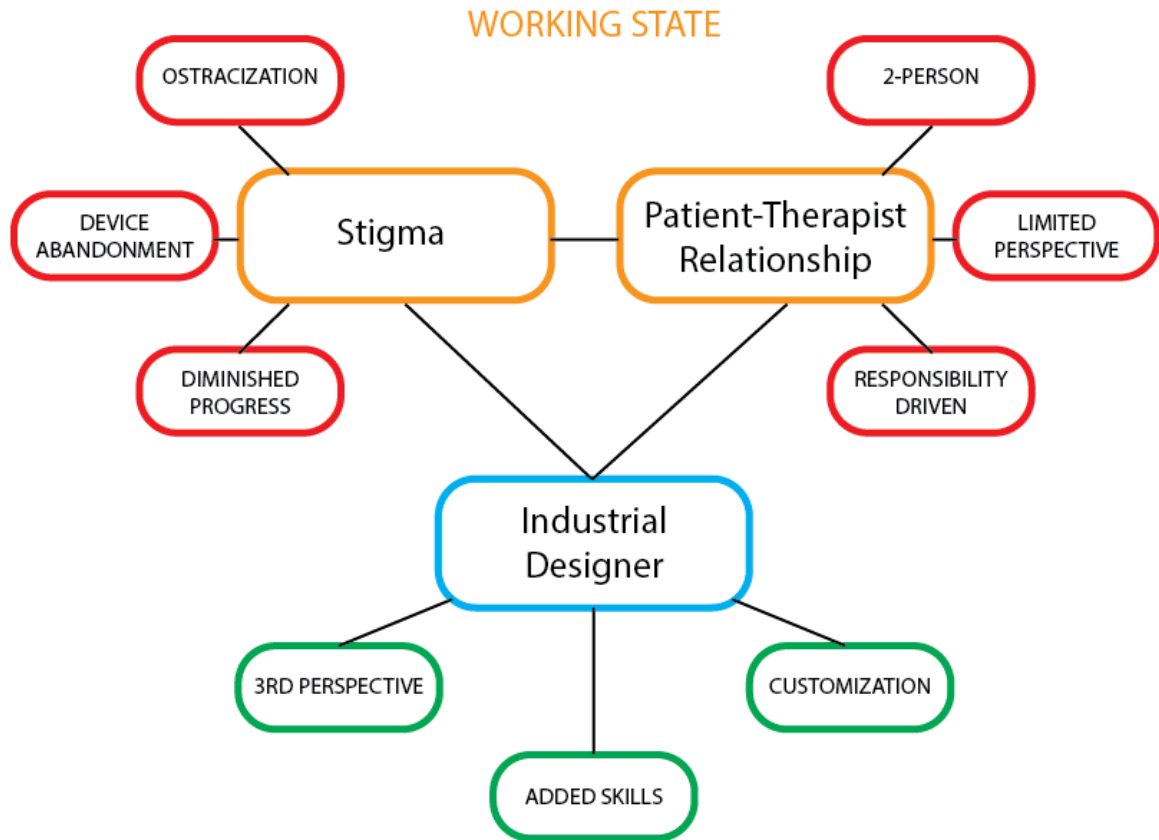 WORKING STATE
OSTRACIZATION
2-PERSON
Stigma
Patient-Therapist
Relationship
DEVICE
ABANDONMENT
LIMITED
PERSPECTIVE
DIMINISHED
PROGRESS
RESPONSIBILITY
DRIVEN
Industrial
Designer
3RD PERSPECTIVE
CUSTOMIZATION
ADDED SKILLS